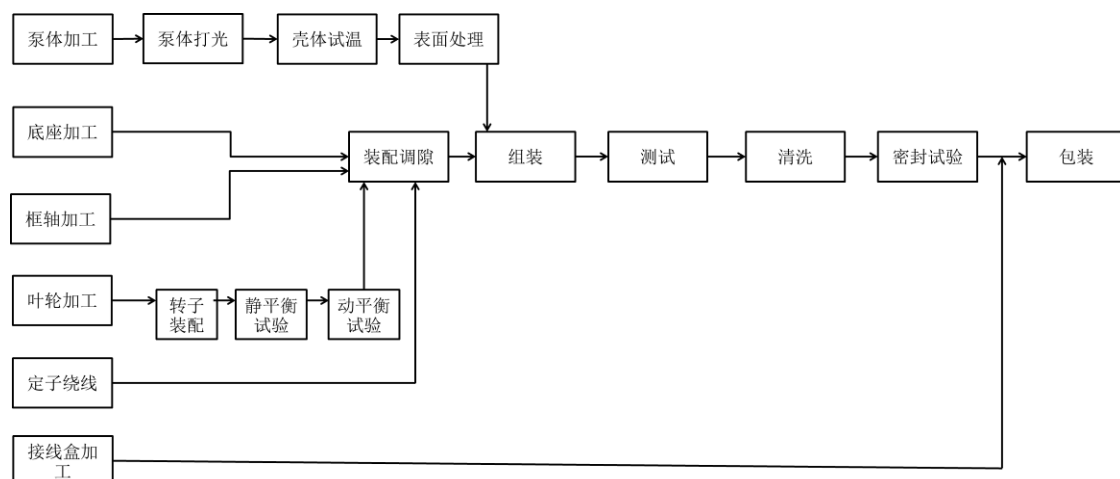 泵体加工
泵体打光
壳体试温
表面处理
底座加工
装配调隙
组装
测试
清洗
密封试验
包装
框轴加工
叶轮加工
转子
装配
静平衡
试验
动平衡
试验
定子绕线
接线盒加
工